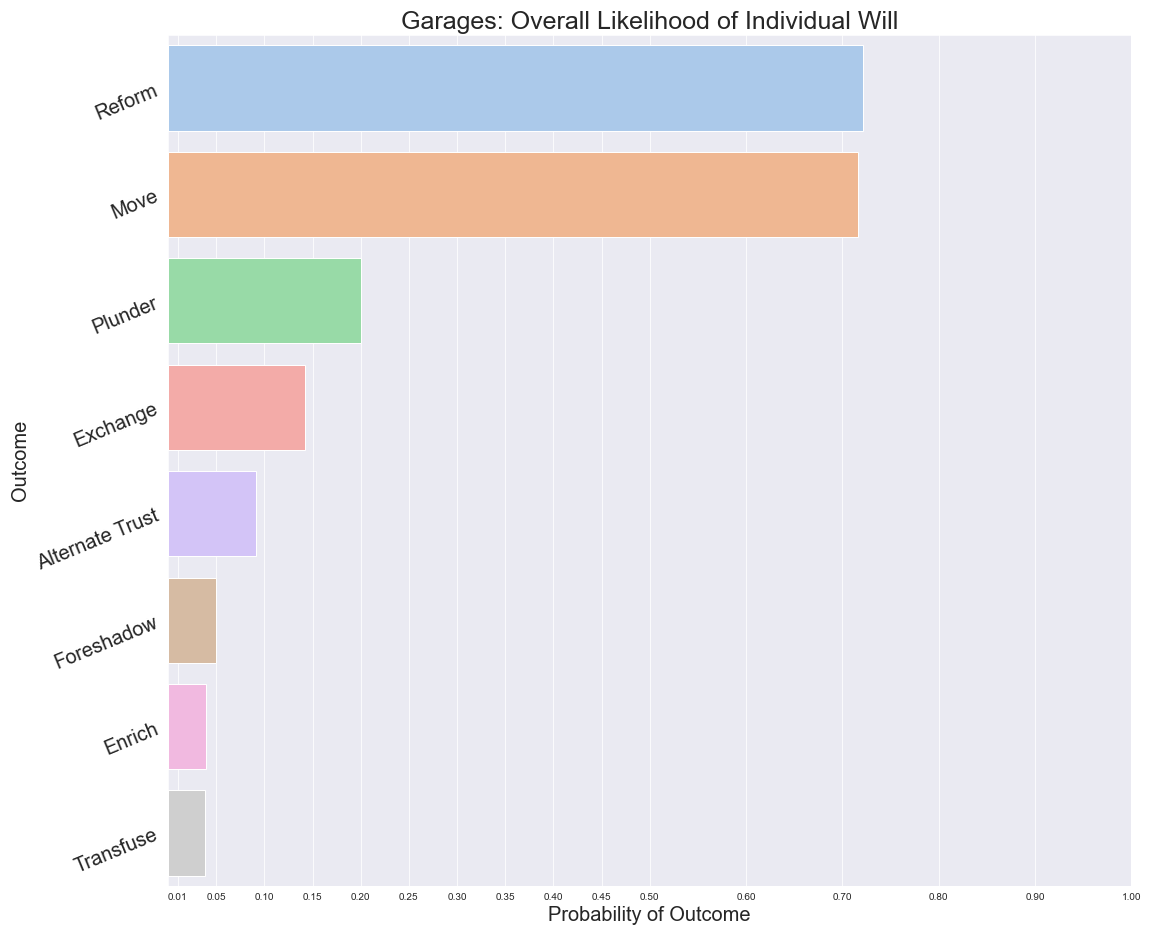 Garages: Overall Likelihood of Individual Will
Reform
Move
Plunder
Exchange
Alternate Trust
Foreshadow
Enrich
Transfuse
Outcome
0.01 0.05 0.10 0.15 0.20 0.25 0.30 0.35 0.40 0.45 0.50 0.60 0.70 0.80 0.90 1.00
Probability of Outcome